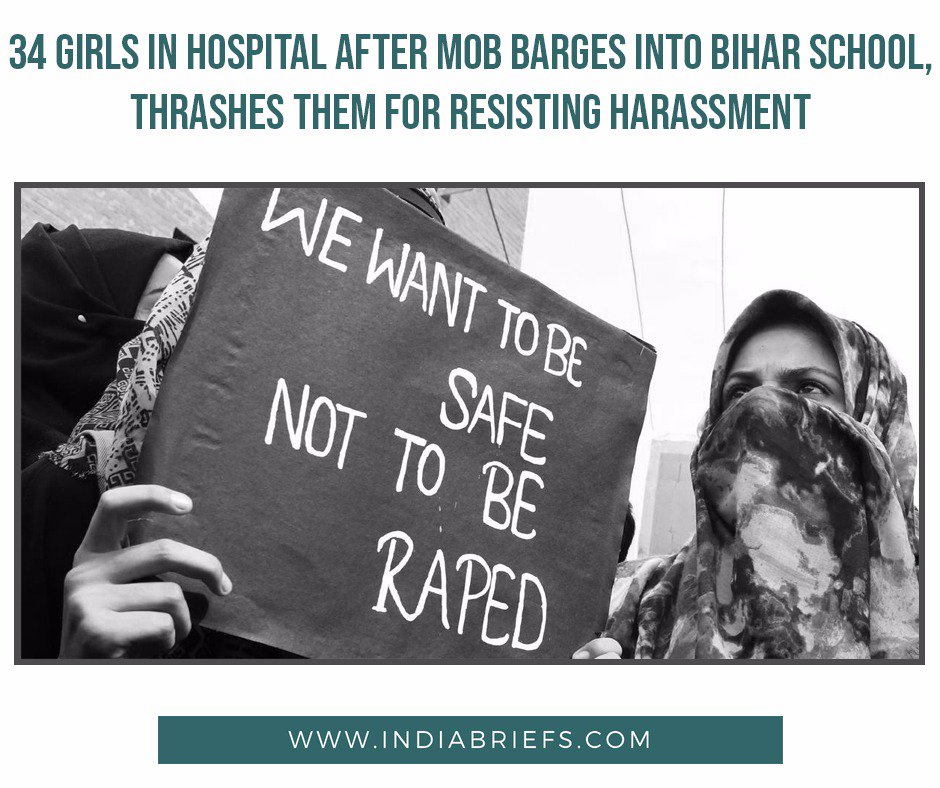 34 GIRLS IN HOSPITAL AFTER MOB BARGES INTO BIHAR SCHOOL,
THRASHES THEM FOR RESISTING HARASSMENT
WE WANT TO BE
SAFE
NOT TO BE
RAPED
WWW.INDIABRIEFS.COM